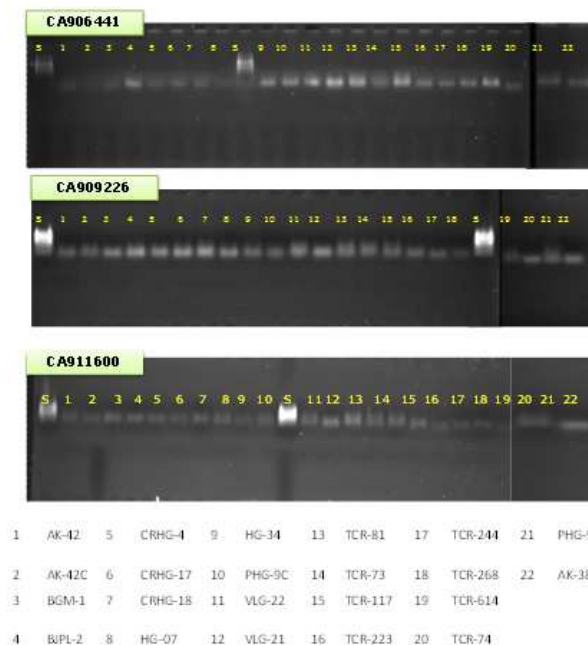 CA906441
S 1 2 3 4 5 6 7 8 S 9 10 11 12 13 14 15 16 17 18 19 20 21 22
CA909226
S 1 2 3 4 5 6 7 8 9 10 11 12 13 14 15 16 17 18 S 19 20 21 22
CA911600
S 1 2 3 4 5 6 7 8 9 10 S 11 12 13 14 15 16 17 18 19 20 21 22
1 AK-42 5 CRHG-4 9 HG-34 13 TCR-81 17 TCR-244 21 PHG-9
2 AK-42C 6 CRHG-17 10 PHG-9C 14 TCR-73 18 TCR-268 22 AK-38
3 BGM-1 7 CRHG-18 11 VLG-22 15 TCR-117 19 TCR-614
4 BJPL-2 8 HG-07 12 VLG-21 16 TCR-223 20 TCR-74